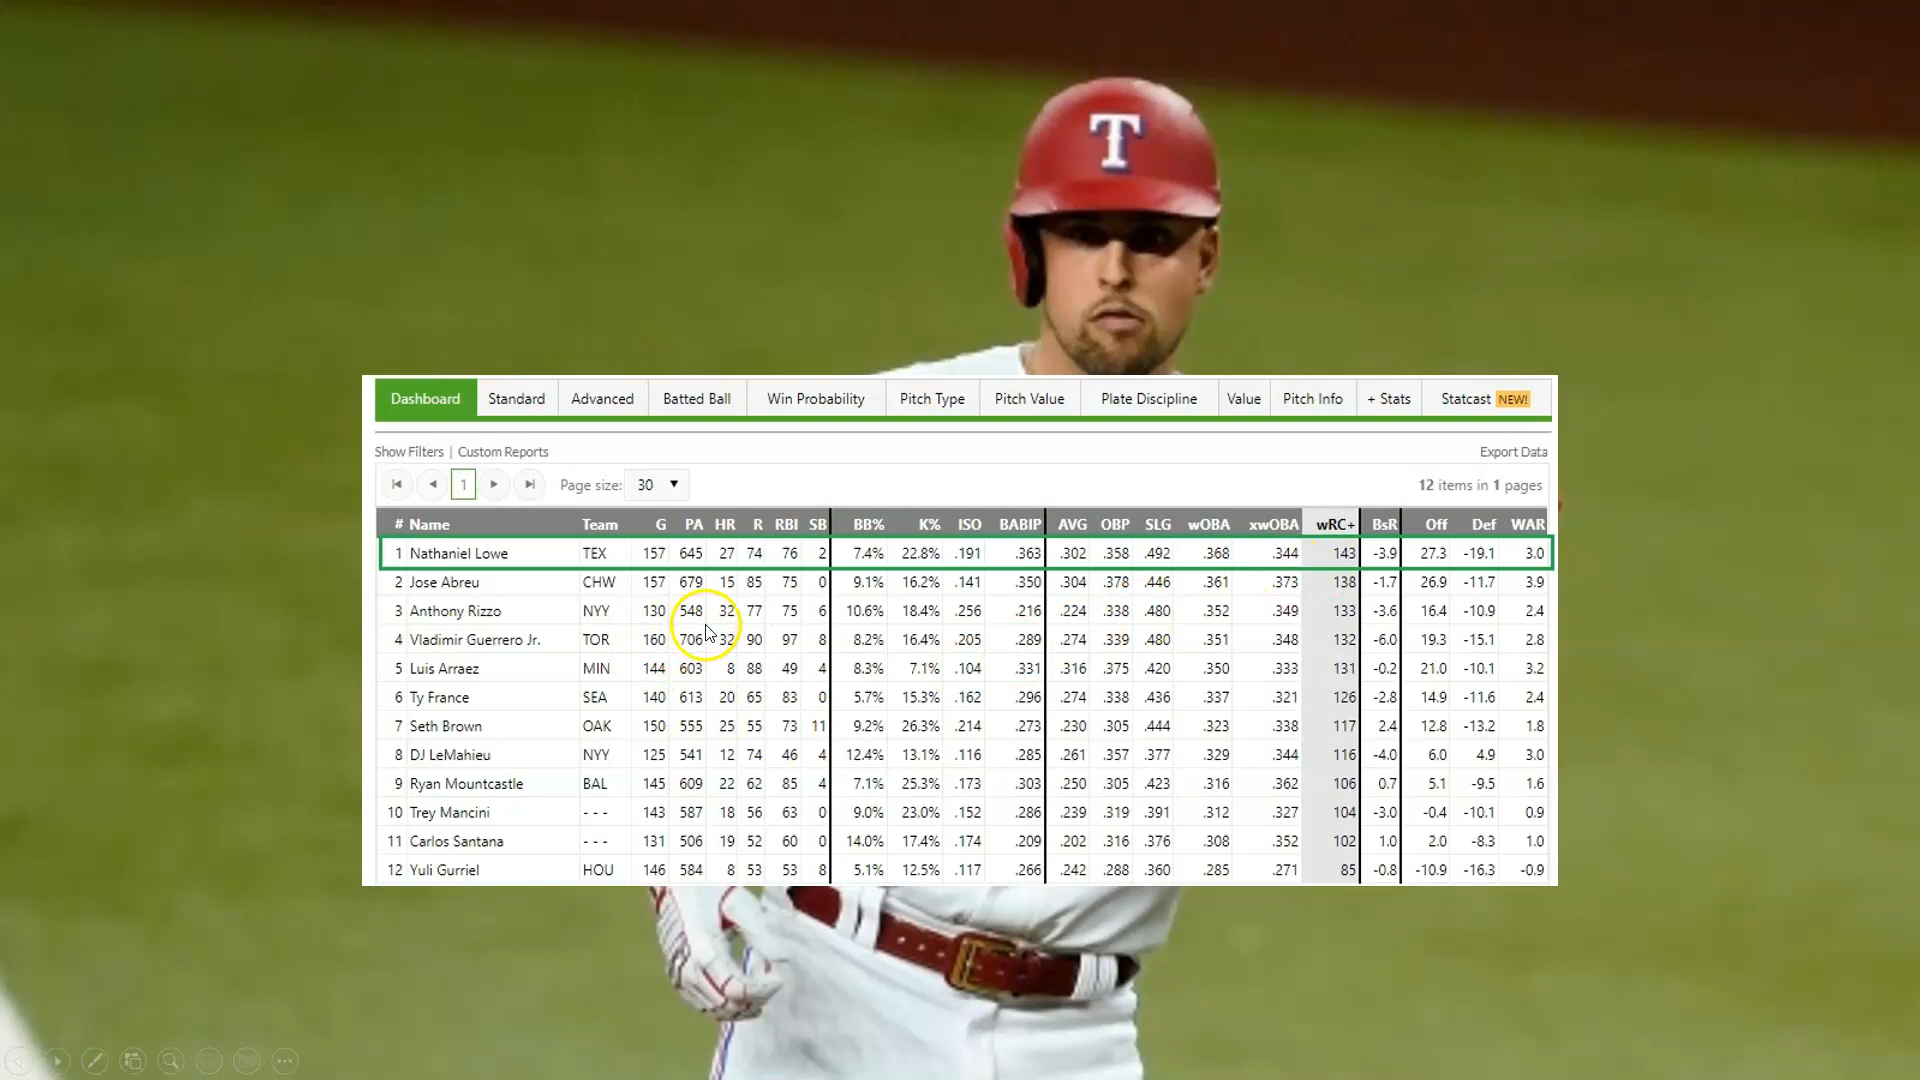 T
Dashboard Standard Advanced Batted Ball Win Probability Pitch Type Pitch Value Plate Discipline Value Pitch Info + Stats Statcast NEW!
Show Filters | Custom Reports Export Data
1 Page size: 30 12 items in 1 pages
# Name Team G PA HR R RBI SB BB% K% ISO BABIP AVG OBP SLG wOBA xwOBA wRC+ BsR Off Def WAR
1 Nathaniel Lowe TEX 157 645 27 74 76 2 7.4% 22.8% .191 .363 .302 .358 .492 .368 .344 143 -3.9 27.3 -19.1 3.0
2 Jose Abreu CHW 157 679 15 85 75 0 9.1% 16.2% .141 .350 .304 .378 .446 .361 .373 138 -1.7 26.9 -11.7 3.9
3 Anthony Rizzo NYY 130 548 32 77 75 6 10.6% 18.4% .256 .216 .224 .338 .480 .352 .349 133 -3.6 16.4 -10.9 2.4
4 Vladimir Guerrero Jr. TOR 160 706 32 90 97 8 8.2% 16.4% .205 .289 .274 .339 .480 .351 .348 132 -6.0 19.3 -15.1 2.8
5 Luis Arraez MIN 144 603 8 88 49 4 8.3% 7.1% .104 .331 .316 .375 .420 .350 .333 131 -0.2 21.0 -10.1 3.2
6 Ty France SEA 140 613 20 65 83 0 5.7% 15.3% .162 .296 .274 .338 .436 .337 .321 126 -2.8 14.9 -11.6 2.4
7 Seth Brown OAK 150 555 25 55 73 11 9.2% 26.3% .214 .273 .230 .305 .444 .323 .338 117 2.4 12.8 -13.2 1.8
8 DJ LeMahieu NYY 125 541 12 74 46 4 12.4% 13.1% .116 .285 .261 .357 .377 .329 .344 116 -4.0 6.0 4.9 3.0
9 Ryan Mountcastle BAL 145 609 22 62 85 4 7.1% 25.3% .173 .303 .250 .305 .423 .316 .362 106 0.7 5.1 -9.5 1.6
10 Trey Mancini - - - 143 587 18 56 63 0 9.0% 23.0% .152 .286 .239 .319 .391 .312 .327 104 -3.0 -0.4 -10.1 0.9
11 Carlos Santana - - - 131 506 19 52 60 0 14.0% 17.4% .174 .209 .202 .316 .376 .308 .352 102 1.0 2.0 -8.3 1.0
12 Yuli Gurriel HOU 146 584 8 53 53 8 5.1% 12.5% .117 .266 .242 .288 .360 .285 .271 85 -0.8 -10.9 -16.3 -0.9